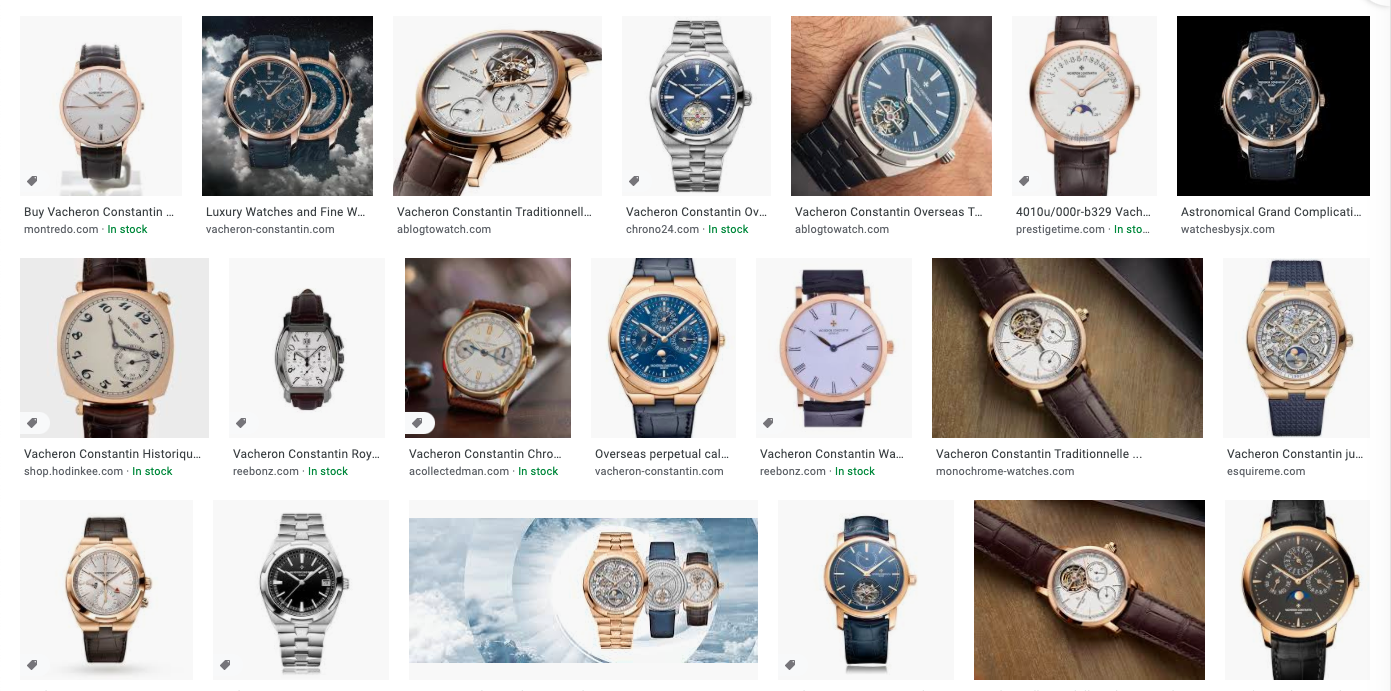 Buy Vacheron Constantin ...
montredo.com · In stock
Luxury Watches and Fine W...
vacheron-constantin.com
Vacheron Constantin Traditionnell...
ablogtowatch.com
Vacheron Constantin Ov...
chrono24.com · In stock
Vacheron Constantin Overseas T...
ablogtowatch.com
4010u/000r-b329 Vach...
prestigetime.com · In sto...
Astronomical Grand Complicati...
watchesbysjx.com
Vacheron Constantin Historiqu...
shop.hodinkee.com · In stock
Vacheron Constantin Roy...
reebonz.com · In stock
Vacheron Constantin Chro...
acollectedman.com · In stock
Overseas perpetual cal...
vacheron-constantin.com
Vacheron Constantin Wa...
reebonz.com · In stock
Vacheron Constantin Traditionnelle ...
monochrome-watches.com
Vacheron Constantin ju...
esquireme.com